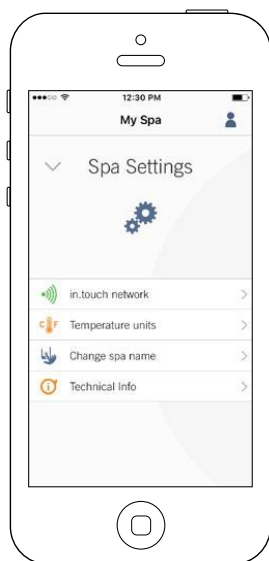 12:30 PM
My Spa
Spa Settings
in.touch network
C F Temperature units
Change spa name
Technical Info